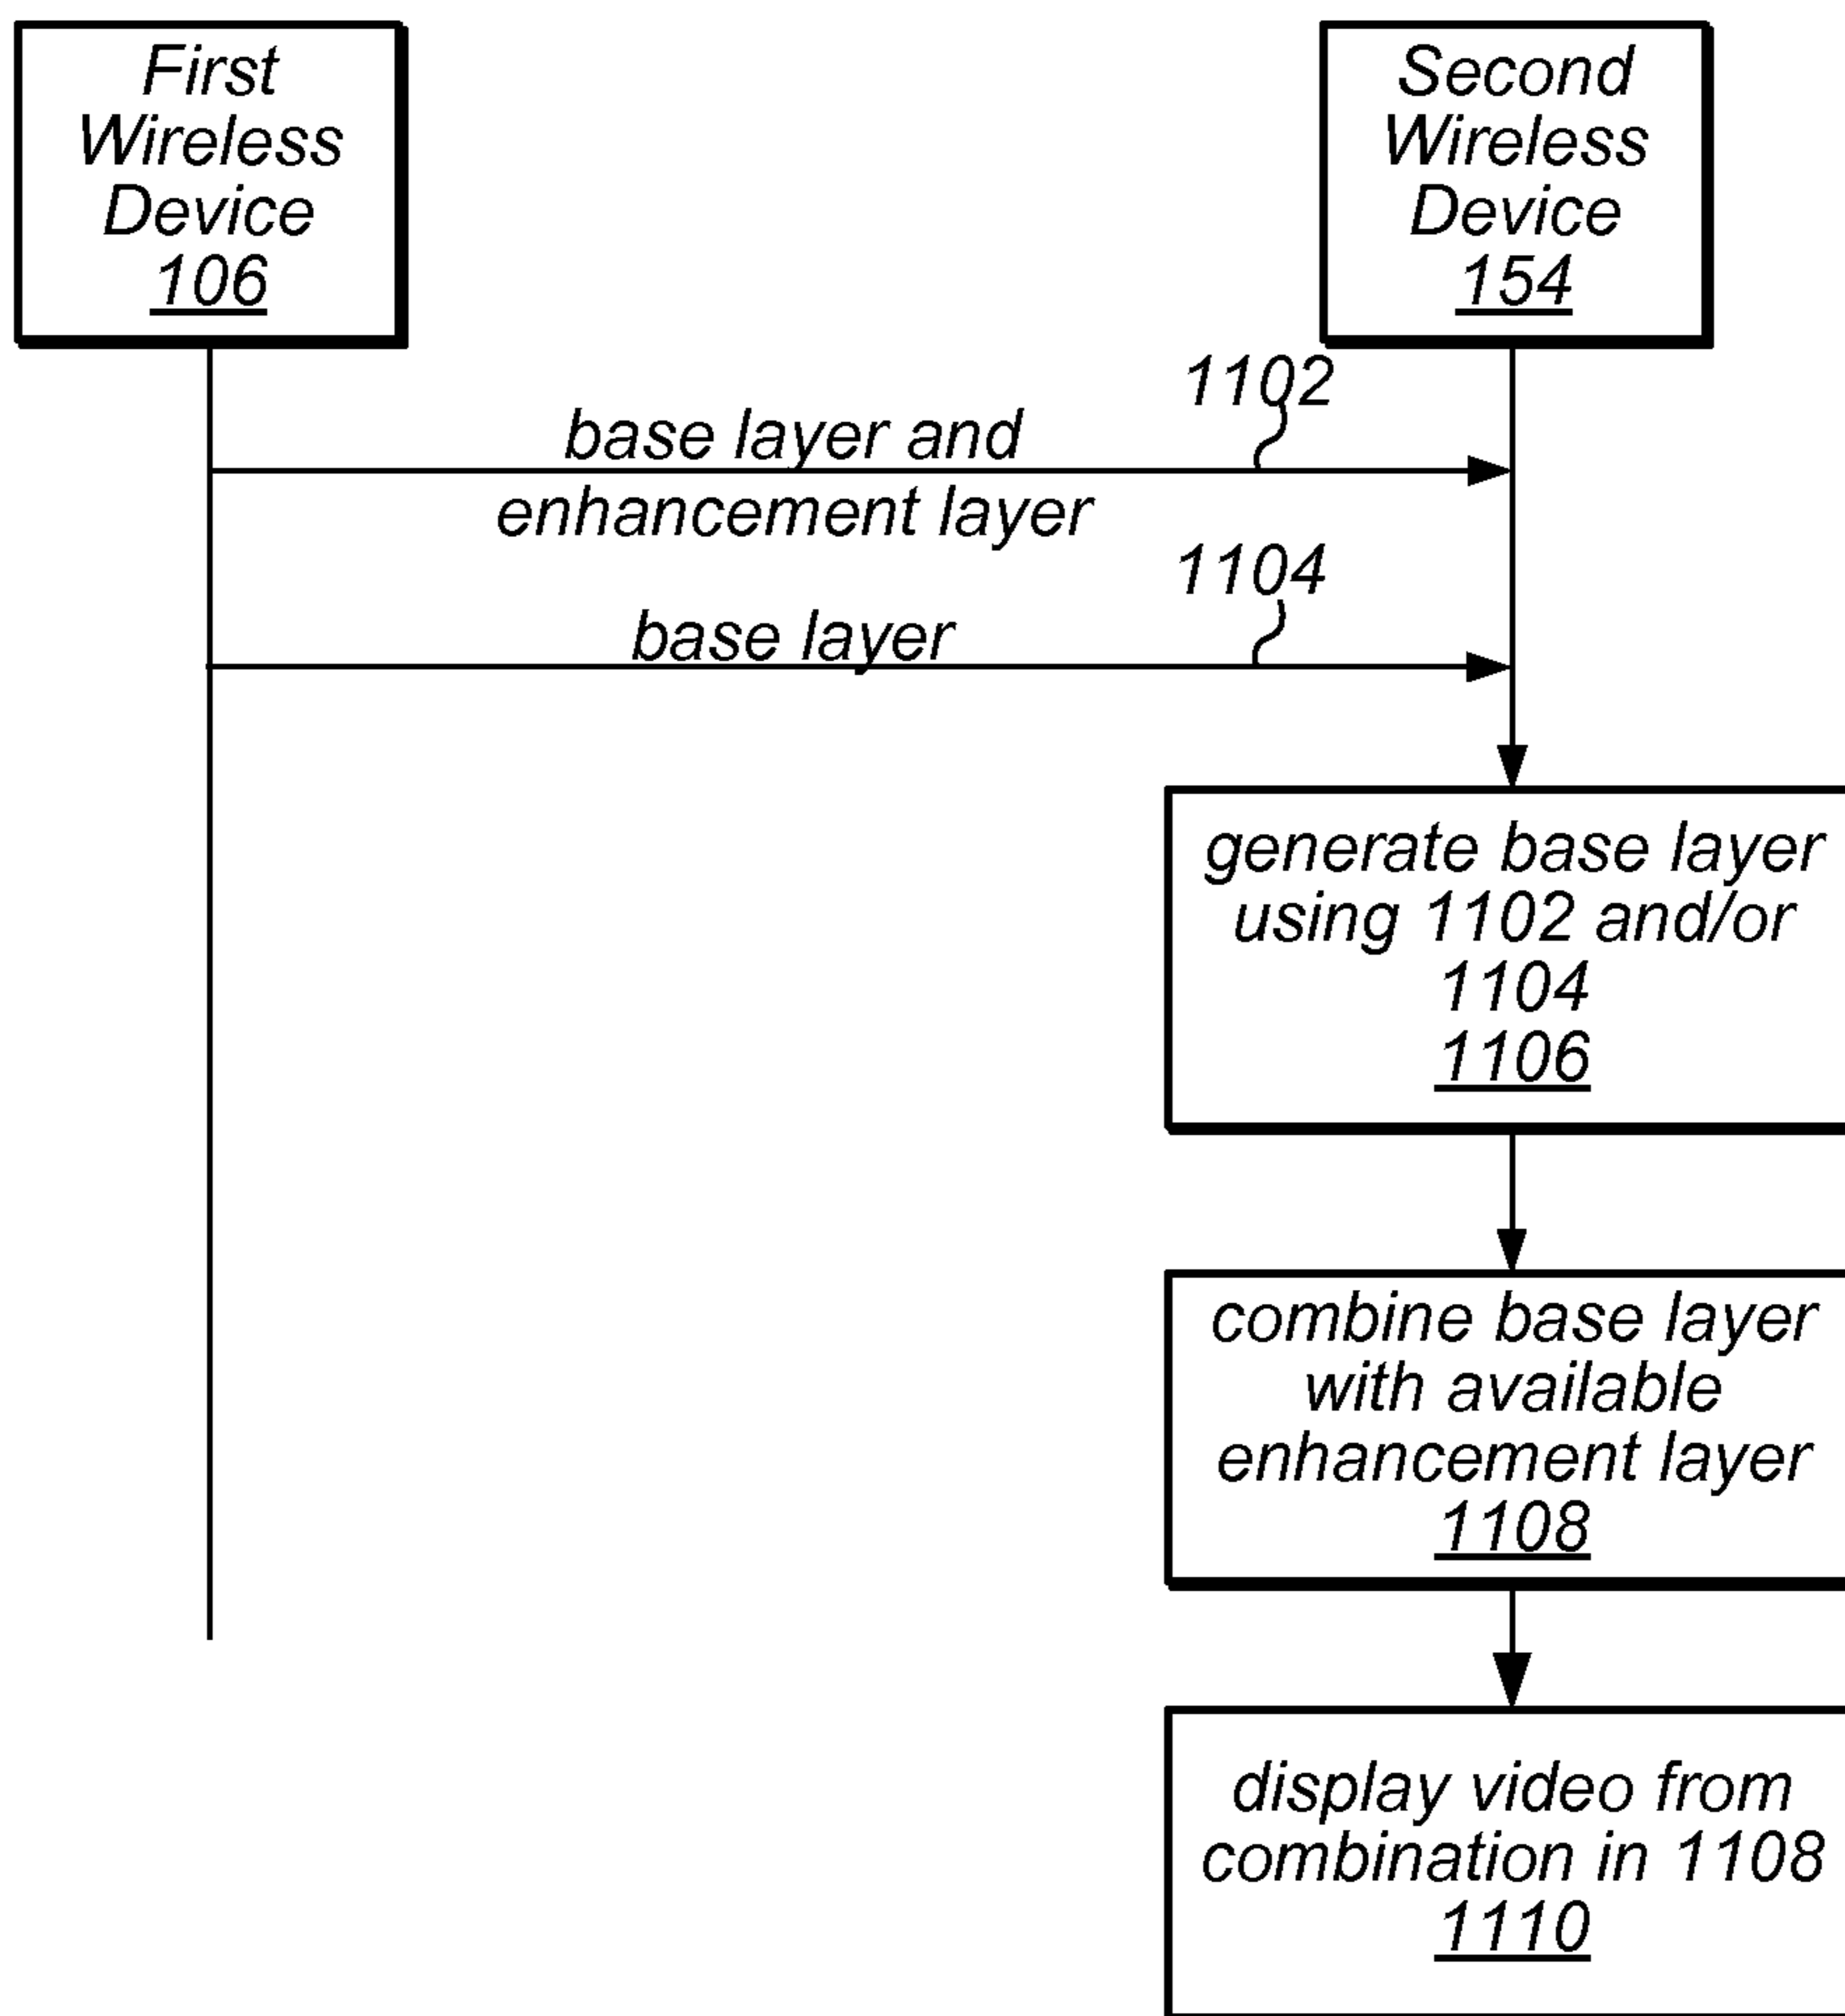 First
Wireless
Device
106
Second
Wireless
Device
154
1102
base layer and
enhancement layer
1104
base layer
generate base layer
using 1102 and/or
1104
1106
combine base layer
with available
enhancement layer
1108
display video from
combination in 1108
1110